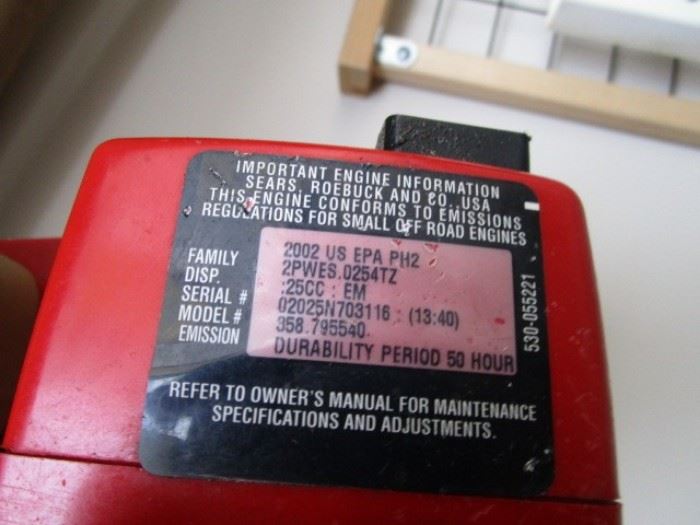 IMPORTANT ENGINE INFORMATION
SEARS, ROEBUCK AND CO., USA
THIS ENGINE CONFORMS TO EMISSIONS
REGULATIONS FOR SMALL OFF ROAD ENGINES
2002 US EPA PH2
FAMILY 2PWES.0254TZ
DISP. :25CC : EM
SERIAL # 02025N703116 : (13:40)
MODEL # 358.795540
EMISSION DURABILITY PERIOD 50 HOUR
530-055221
REFER TO OWNER'S MANUAL FOR MAINTENANCE
SPECIFICATIONS AND ADJUSTMENTS.